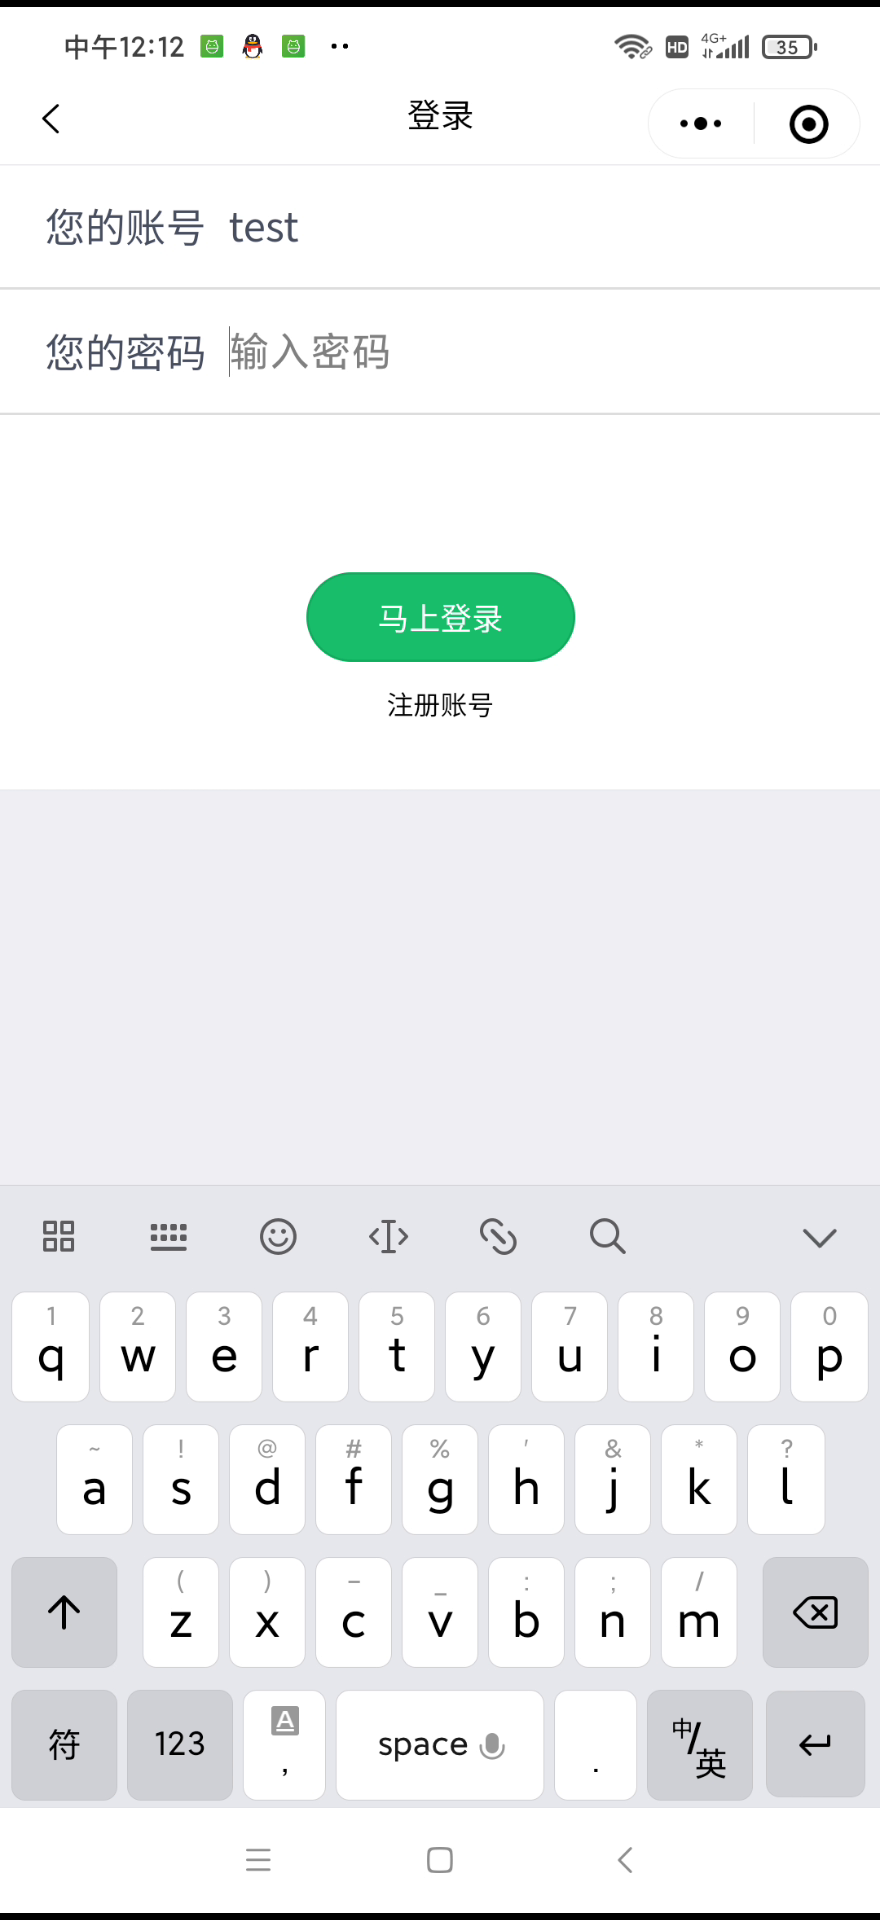 中午12:12 HD 4G+ 35
登录
您的账号 test
您的密码 输入密码
马上登录
注册账号
1 2 3 4 5 6 7 8 9 0
q w e r t y u i o p
~ ! @ # % ' & * ?
a s d f g h j k l
( ) – _ : ; /
z x c v b n m
符 123 A , space . 中/英